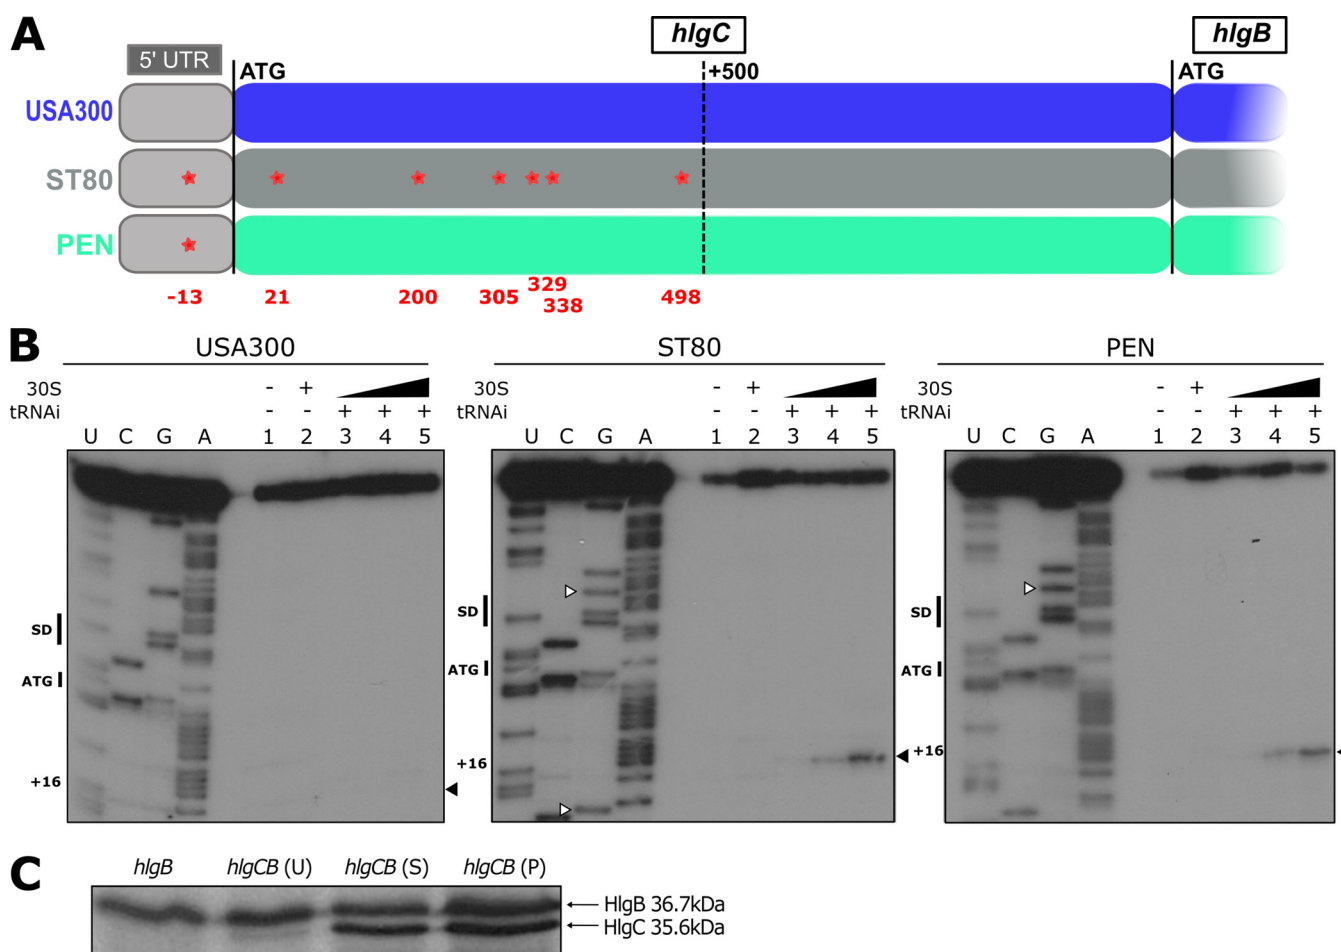 A
hlgC
hlgB
5' UTR
ATG
+500
ATG
USA300
ST80
PEN
-13 21 200 305 329 338 498
B
USA300
30S - +
tRNAi - - + + +
U C G A 1 2 3 4 5
SD
ATG
+16
ST80
- +
- - + + +
U C G A 1 2 3 4 5
SD
ATG
+16
PEN
- +
- - + + +
U C G A 1 2 3 4 5
SD
ATG
+16
30S
tRNAi
30S
tRNAi
C
hlgB hlgCB (U) hlgCB (S) hlgCB (P)
HlgB 36.7kDa
HlgC 35.6kDa